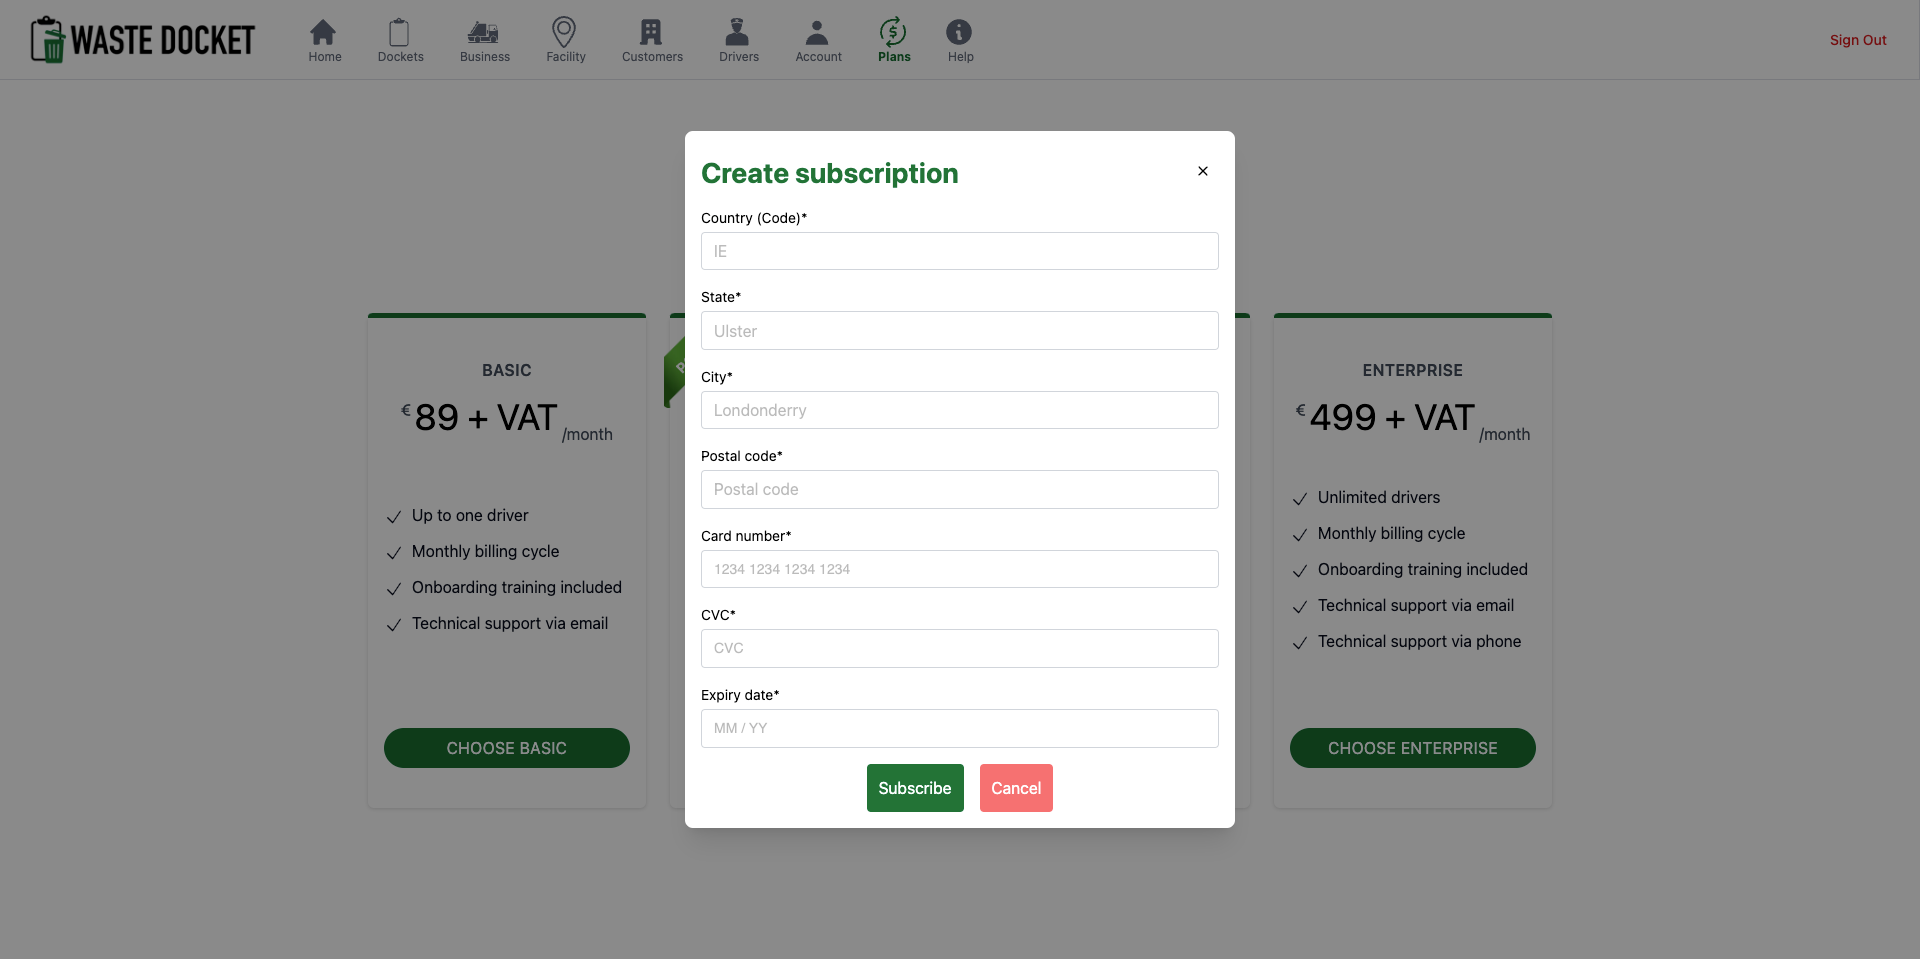 WASTE DOCKET
Home
Dockets
Business
Facility
Customers
Drivers
Account
Plans
Help
Sign Out
Create subscription
×
Country (Code)*
IE
State*
Ulster
City*
Londonderry
Postal code*
Postal code
Card number*
1234 1234 1234 1234
CVC*
CVC
Expiry date*
MM / YY
Subscribe
Cancel
BASIC
€ 89 + VAT /month
Up to one driver
Monthly billing cycle
Onboarding training included
Technical support via email
CHOOSE BASIC
ENTERPRISE
€ 499 + VAT /month
Unlimited drivers
Monthly billing cycle
Onboarding training included
Technical support via email
Technical support via phone
CHOOSE ENTERPRISE